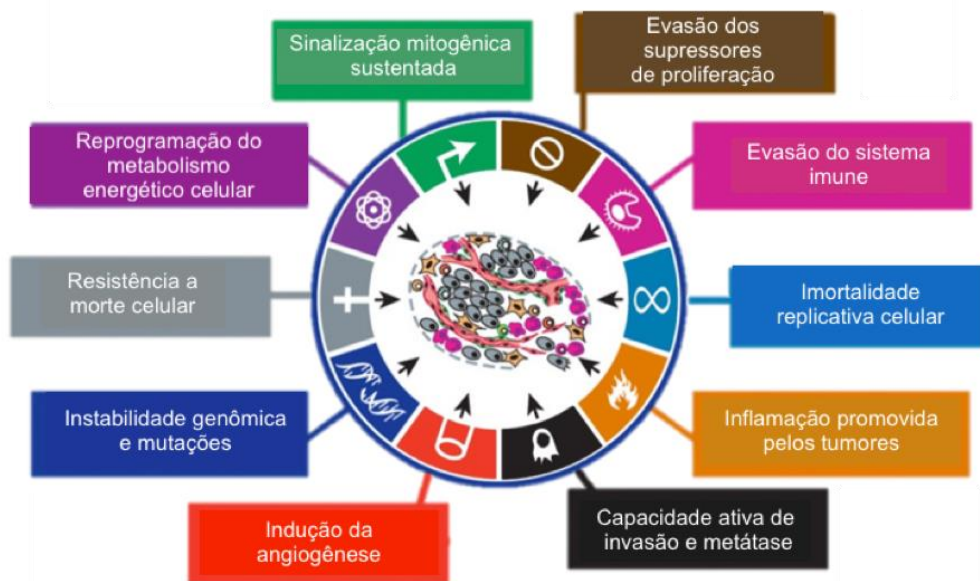 Sinalização mitogênica
sustentada
Evasão dos
supressores
de proliferação
Reprogramação do
metabolismo
energético celular
Evasão do sistema
imune
Resistência a
morte celular
Imortalidade
replicativa celular
Instabilidade genômica
e mutações
Inflamação promovida
pelos tumores
Indução da
angiogênese
Capacidade ativa de
invasão e metátase